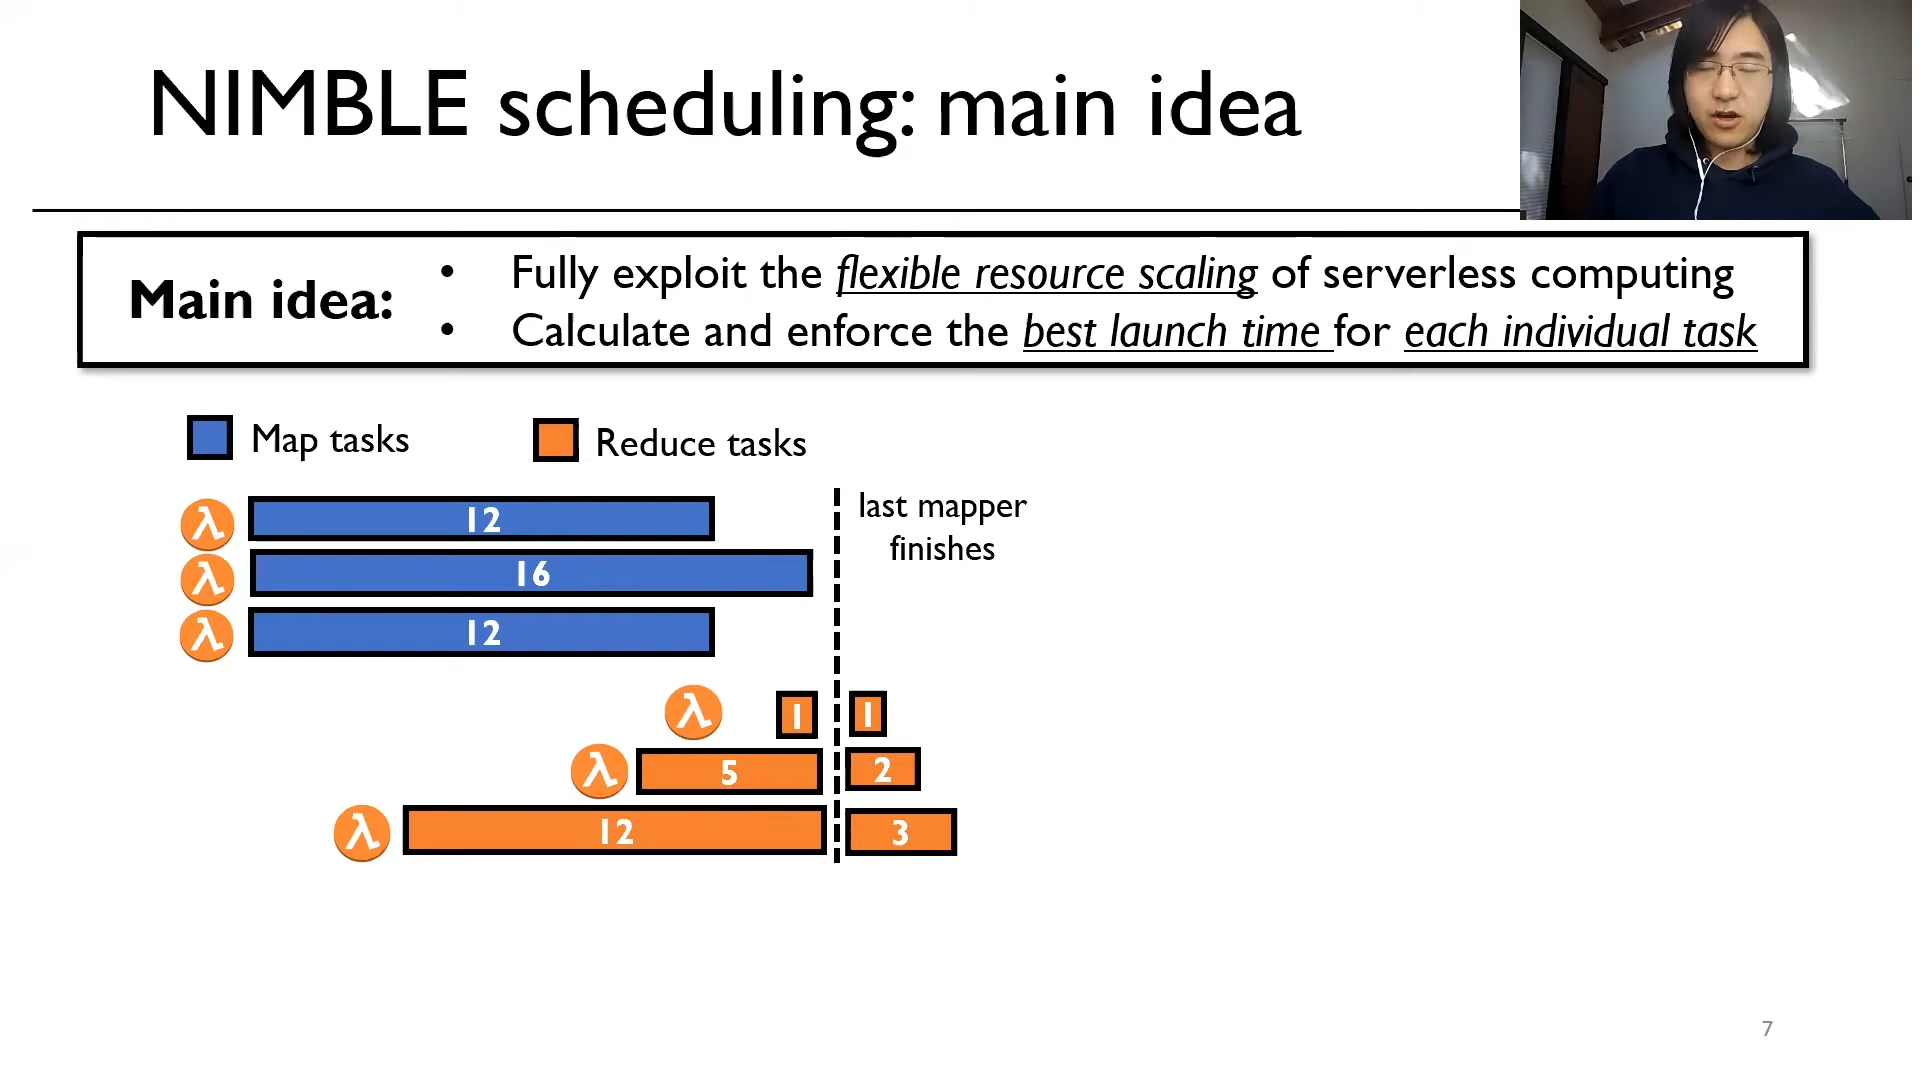 NIMBLE scheduling: main idea
Main idea:
• Fully exploit the flexible resource scaling of serverless computing
• Calculate and enforce the best launch time for each individual task
Map tasks
Reduce tasks
λ 12
last mapper
finishes
λ 16
λ 12
λ 1 1
λ 5 2
λ 12 3
7